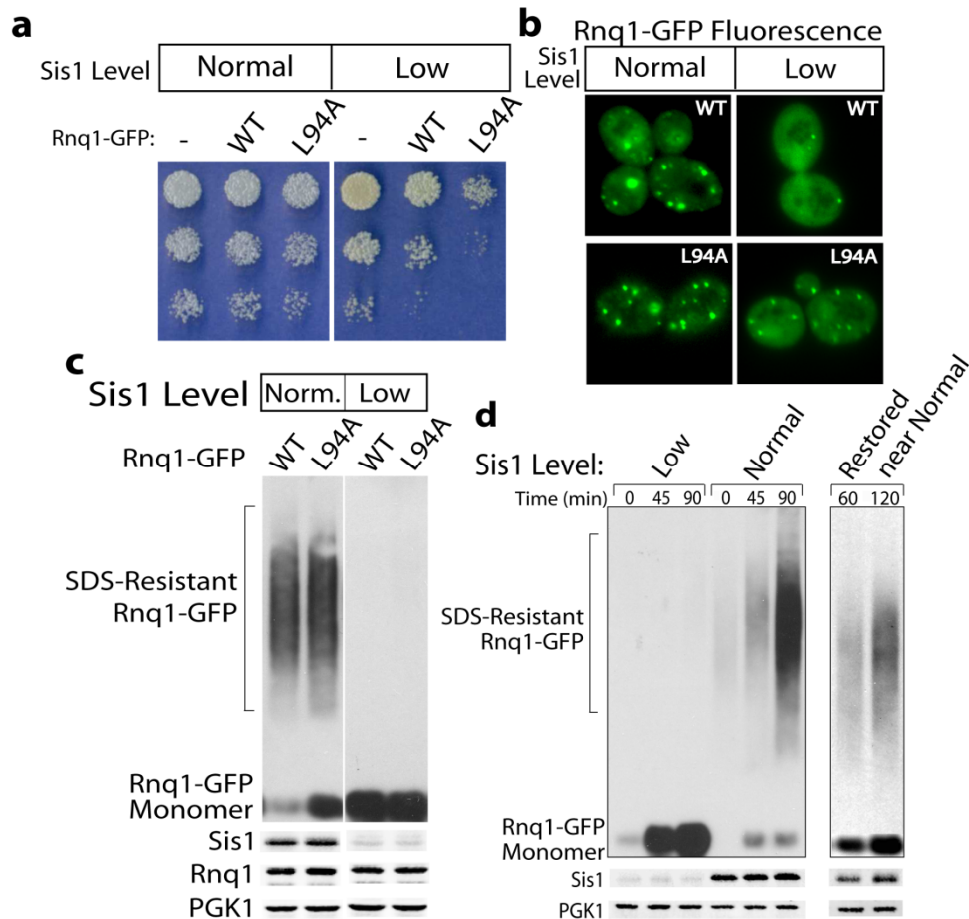 a
Sis1 Level Normal Low
Rnq1-GFP: - WT L94A - WT L94A
b
Rnq1-GFP Fluorescence
Sis1
Level
Normal Low
WT WT
L94A L94A
c
Sis1 Level Norm. Low
Rnq1-GFP WT L94A WT L94A
SDS-Resistant
Rnq1-GFP
Rnq1-GFP
Monomer
Sis1
Rnq1
PGK1
d
Sis1 Level: Low Normal Restored
near Normal
Time (min) 0 45 90 0 45 90 60 120
SDS-Resistant
Rnq1-GFP
Rnq1-GFP
Monomer
Sis1
PGK1